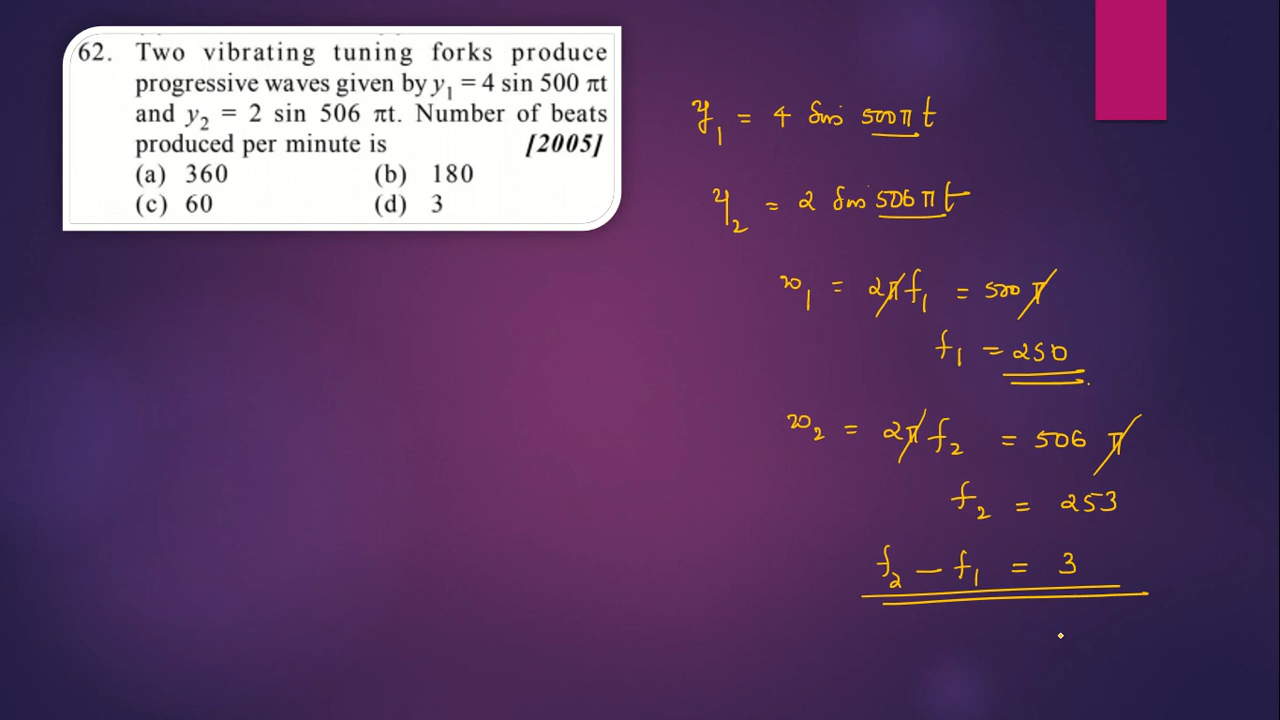 62. Two vibrating tuning forks produce
progressive waves given by y₁ = 4 sin 500 πt
and y₂ = 2 sin 506 πt. Number of beats
produced per minute is [2005]
(a) 360 (b) 180
(c) 60 (d) 3
y₁ = 4 sin 500π t
y₂ = 2 sin 506π t
ω₁ = 2πf₁ = 500π
f₁ = 250
ω₂ = 2πf₂ = 506 π
f₂ = 253
f₂ – f₁ = 3